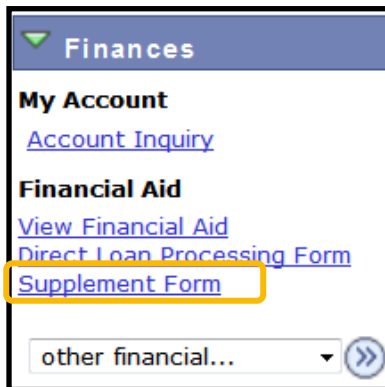 Finances
My Account
Account Inquiry
Financial Aid
View Financial Aid
Direct Loan Processing Form
Supplement Form
other financial...